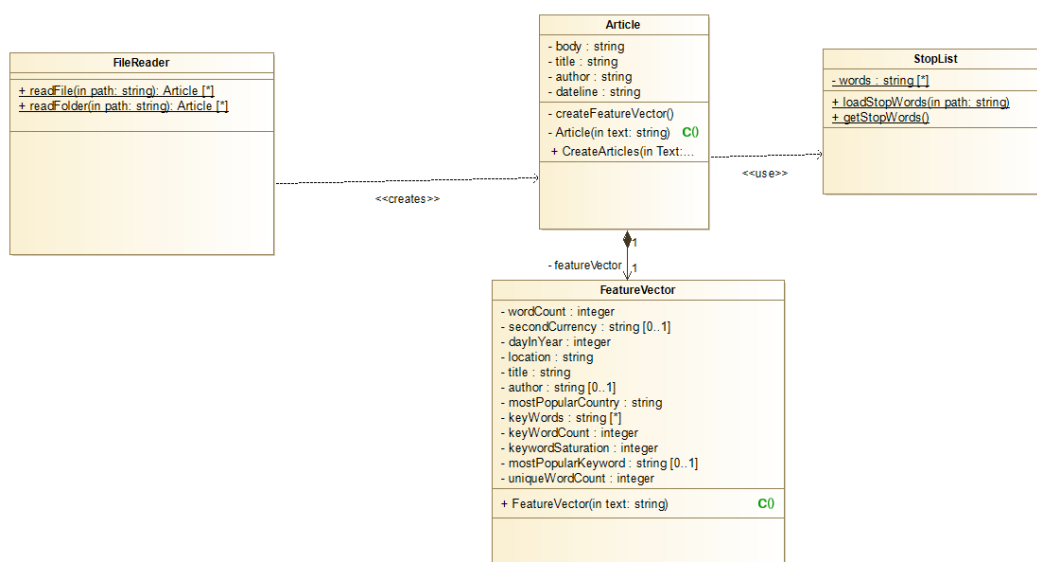 FileReader
+ readFile(in path: string): Article [*]
+ readFolder(in path: string): Article [*]
<<creates>>
Article
- body : string
- title : string
- author : string
- dateline : string
- createFeatureVector()
- Article(in text: string) C()
+ CreateArticles(in Text:...
<<use>>
StopList
- words : string [*]
+ loadStopWords(in path: string)
+ getStopWords()
1
- featureVector
1
FeatureVector
- wordCount : integer
- secondCurrency : string [0..1]
- dayInYear : integer
- location : string
- title : string
- author : string [0..1]
- mostPopularCountry : string
- keyWords : string [*]
- keyWordCount : integer
- keywordSaturation : integer
- mostPopularKeyword : string [0..1]
- uniqueWordCount : integer
+ FeatureVector(in text: string) C()